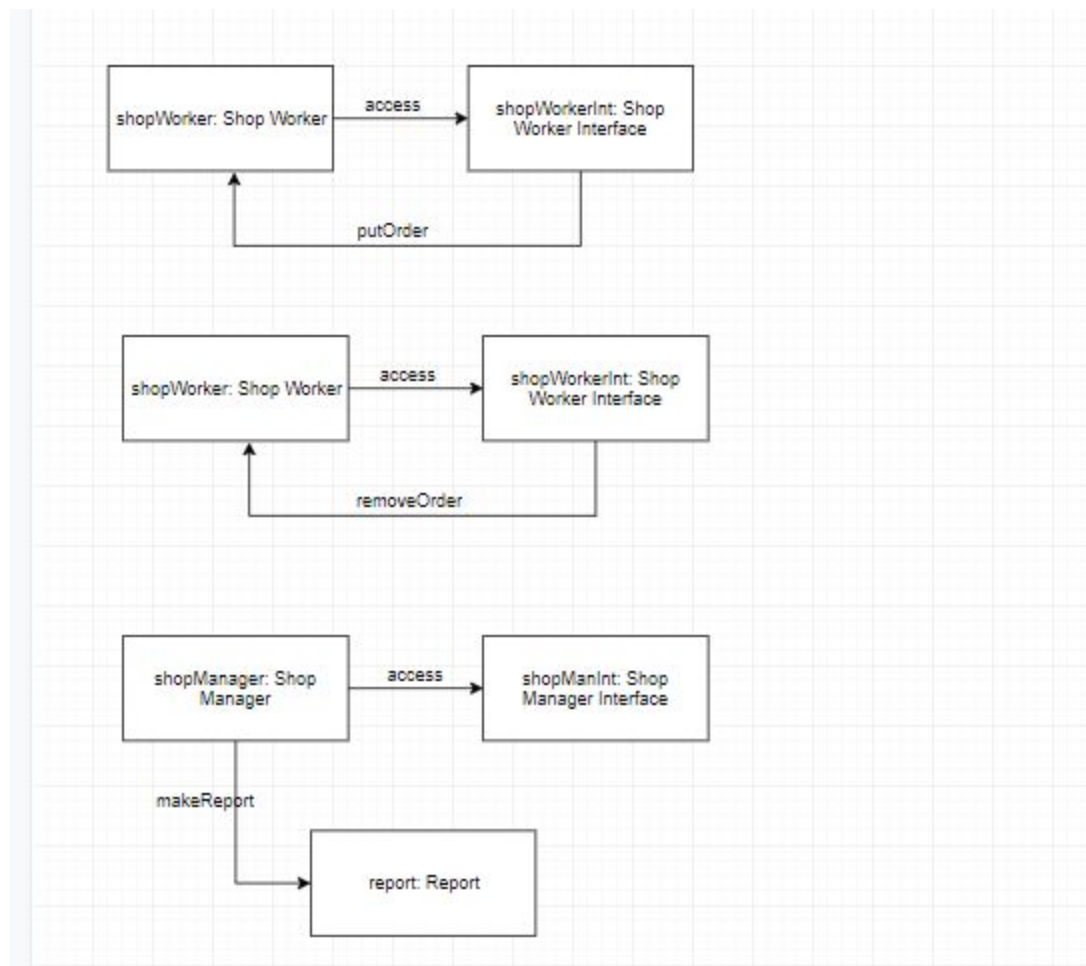 shopWorker: Shop Worker
access
shopWorkerInt: Shop
Worker Interface
putOrder
shopWorker: Shop Worker
access
shopWorkerInt: Shop
Worker Interface
removeOrder
shopManager: Shop
Manager
access
shopManInt: Shop
Manager Interface
makeReport
report: Report